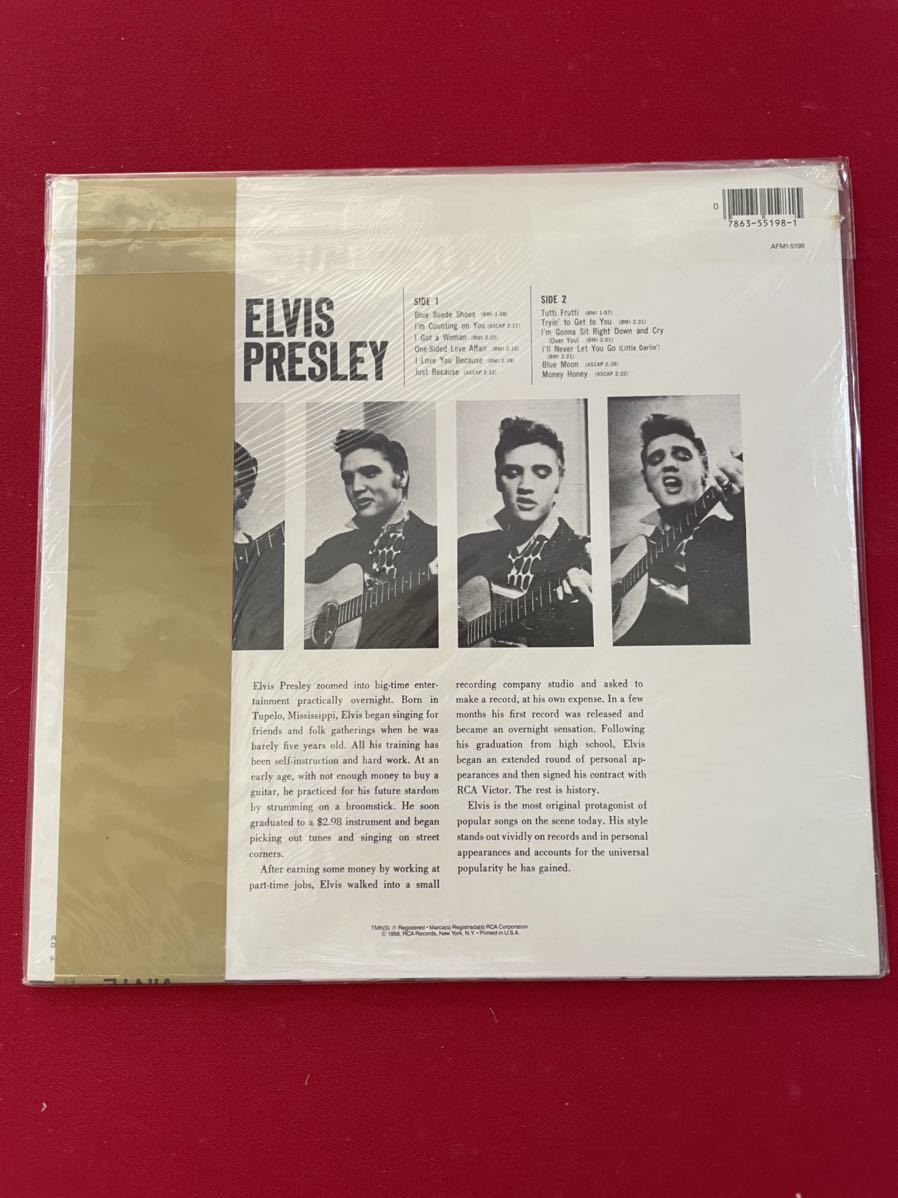 0
7863-55198-1
AFM1-5198
ELVIS
PRESLEY
SIDE 1
Blue Suede Shoes (BMI 1:58)
I'm Counting on You (ASCAP 2:21)
I Got a Woman (BMI 2:22)
One-Sided Love Affair (BMI 2:10)
I Love You Because (BMI 2:39)
Just Because (ASCAP 2:32)
SIDE 2
Tutti Frutti (BMI 1:57)
Tryin' to Get to You (BMI 2:31)
I'm Gonna Sit Right Down and Cry
(Over You) (BMI 2:01)
I'll Never Let You Go (Little Darlin')
(BMI 2:21)
Blue Moon (ASCAP 2:39)
Money Honey (ASCAP 2:32)
Elvis Presley zoomed into big-time enter-
tainment practically overnight. Born in
Tupelo, Mississippi, Elvis began singing for
friends and folk gatherings when he was
barely five years old. All his training has
been self-instruction and hard work. At an
early age, with not enough money to buy a
guitar, he practiced for his future stardom
by strumming on a broomstick. He soon
graduated to a $2.98 instrument and began
picking out tunes and singing on street
corners.
After earning some money by working at
part-time jobs, Elvis walked into a small
recording company studio and asked to
make a record, at his own expense. In a few
months his first record was released and
became an overnight sensation. Following
his graduation from high school, Elvis
began an extended round of personal ap-
pearances and then signed his contract with
RCA Victor. The rest is history.
Elvis is the most original protagonist of
popular songs on the scene today. His style
stands out vividly on records and in personal
appearances and accounts for the universal
popularity he has gained.
TMK(S) ® Registered • Marca(s) Registrada(s) RCA Corporation
© 1956, RCA Records, New York, N.Y. • Printed in U.S.A.